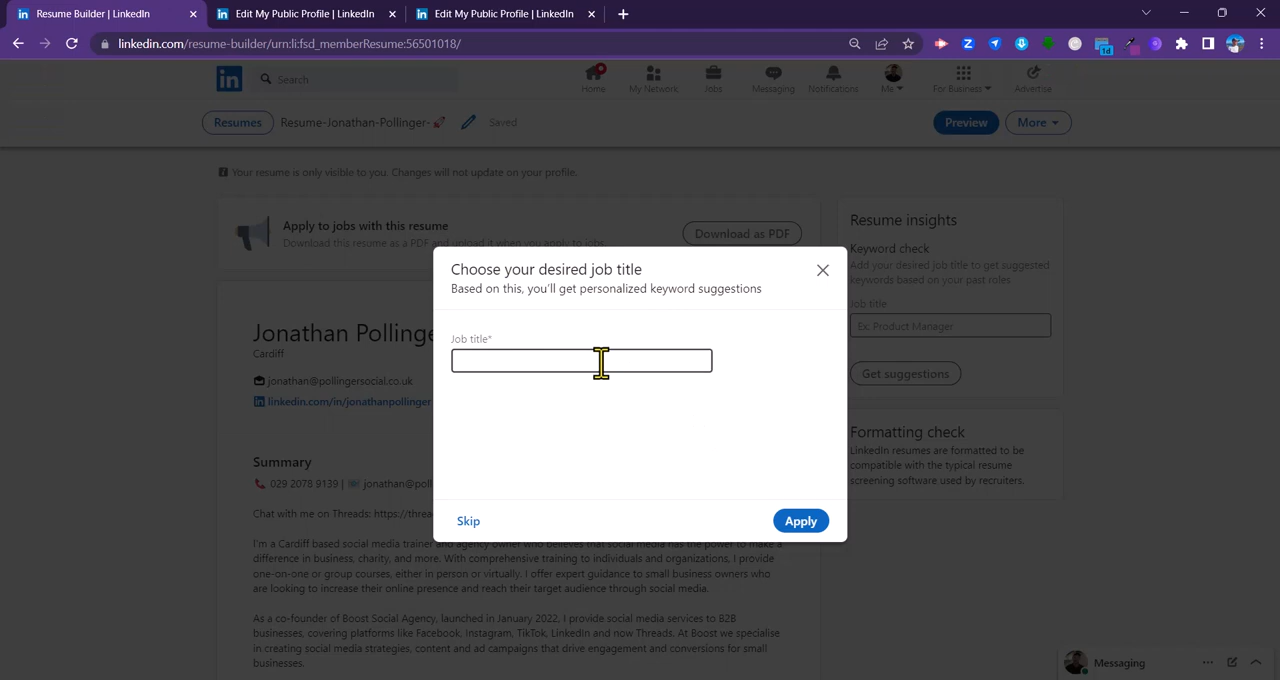 Resume Builder | LinkedIn
Edit My Public Profile | LinkedIn
Edit My Public Profile | LinkedIn
linkedin.com/resume-builder/urn:li:fsd_memberResume:56501018/
1d
in
Search
Home
My Network
Jobs
Messaging
Notifications
Me
For Business
Advertise
Resumes
Resume-Jonathan-Pollinger-
Saved
Preview
More
Your resume is only visible to you. Changes will not update on your profile.
Apply to jobs with this resume
Download this resume as a PDF and upload it when you apply to jobs.
Download as PDF
Resume insights
Keyword check
Add your desired job title to get suggested
keywords based on your past roles
Job title
Ex: Product Manager
Get suggestions
Formatting check
LinkedIn resumes are formatted to be
compatible with the typical resume
screening software used by recruiters.
Choose your desired job title
Based on this, you'll get personalized keyword suggestions
Job title*
Skip
Apply
Jonathan Polling
Cardiff
jonathan@pollingersocial.co.uk
linkedin.com/in/jonathanpollinger
Summary
029 2078 9139 | jonathan@poll
Chat with me on Threads: https://threa
I'm a Cardiff based social media trainer and agency owner who believes that social media has the power to make a
difference in business, charity, and more. With comprehensive training to individuals and organizations, I provide
one-on-one or group courses, either in person or virtually. I offer expert guidance to small business owners who
are looking to increase their online presence and reach their target audience through social media.
As a co-founder of Boost Social Agency, launched in January 2022, I provide social media services to B2B
businesses, covering platforms like Facebook, Instagram, TikTok, LinkedIn and now Threads. At Boost we specialise
in creating social media strategies, content and ad campaigns that drive engagement and conversions for small
businesses.
Messaging